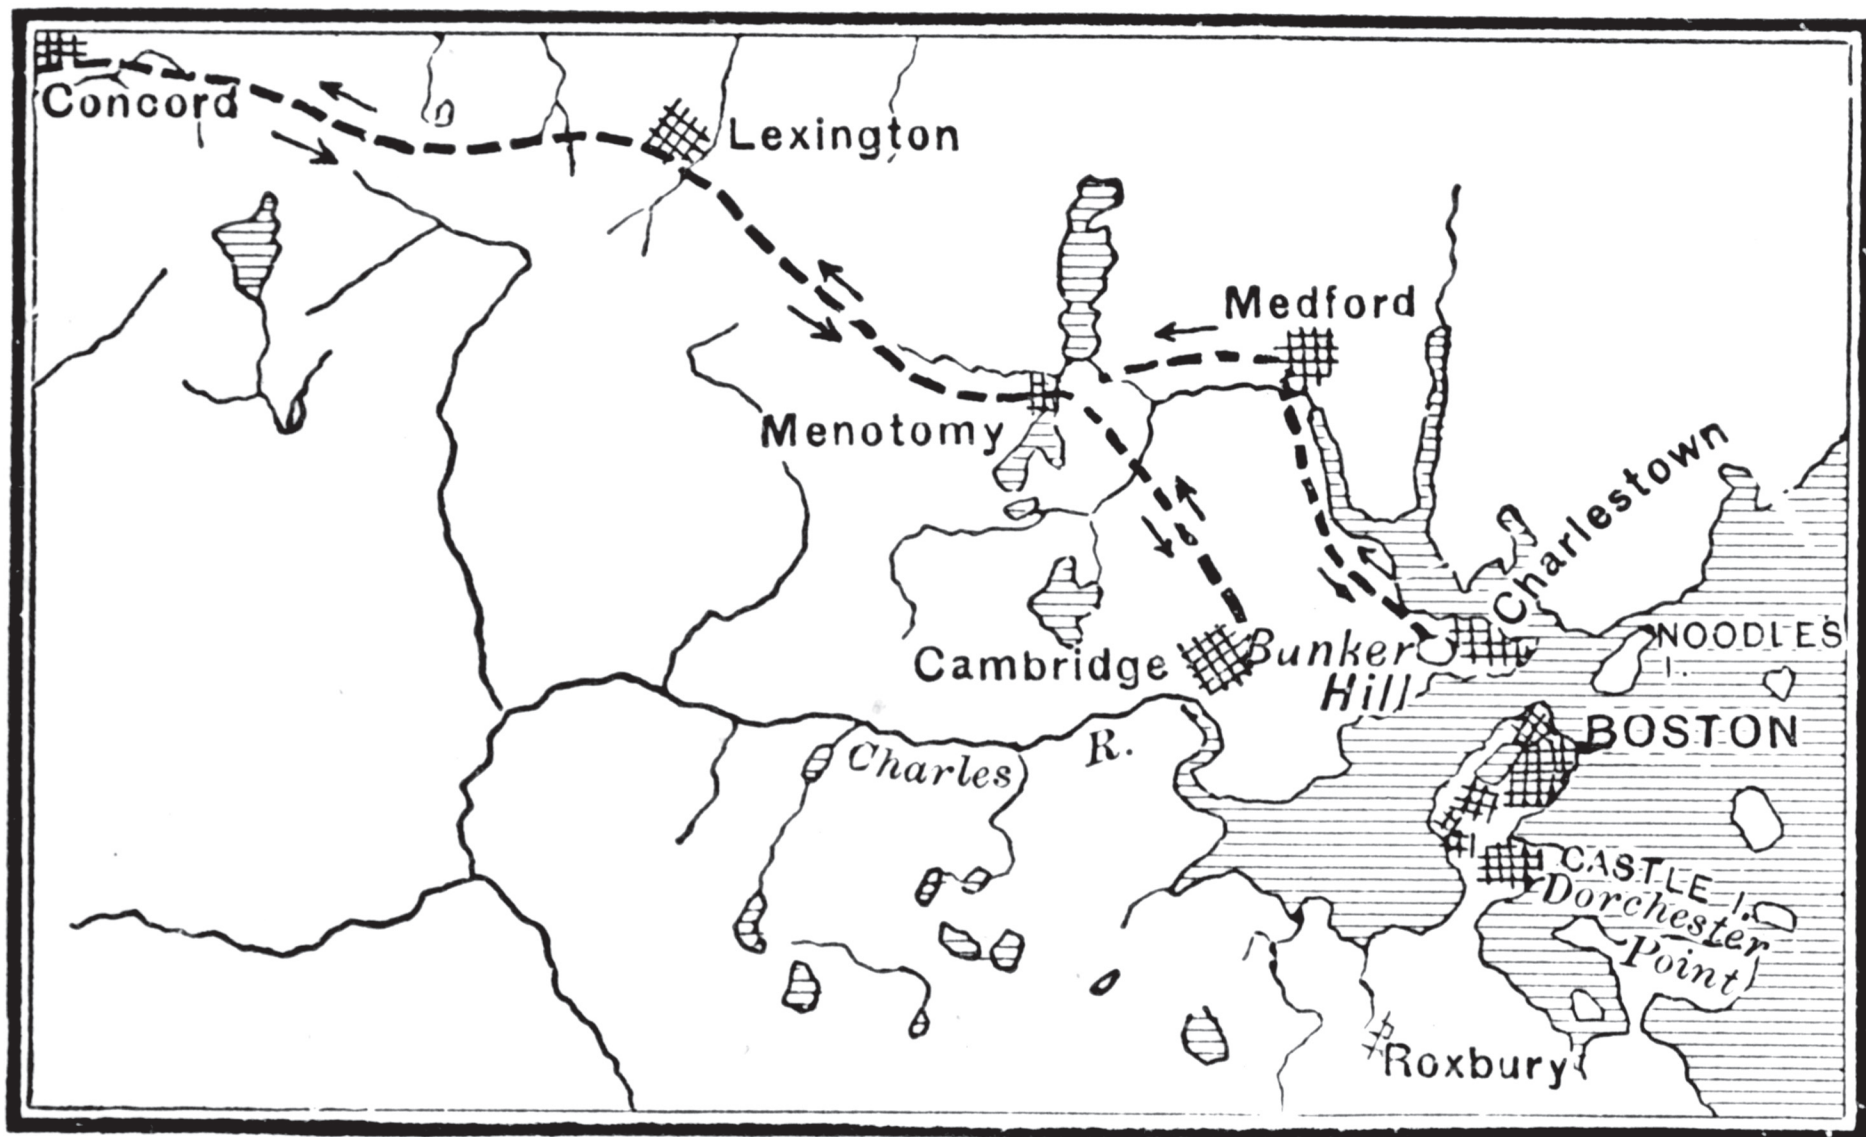 Concord
Lexington
Medford
Menotomy
Charlestown
Cambridge
Bunker
Hill
NOODLES
I.
BOSTON
Charles
R.
CASTLE I.
Dorchester
Point
Roxbury